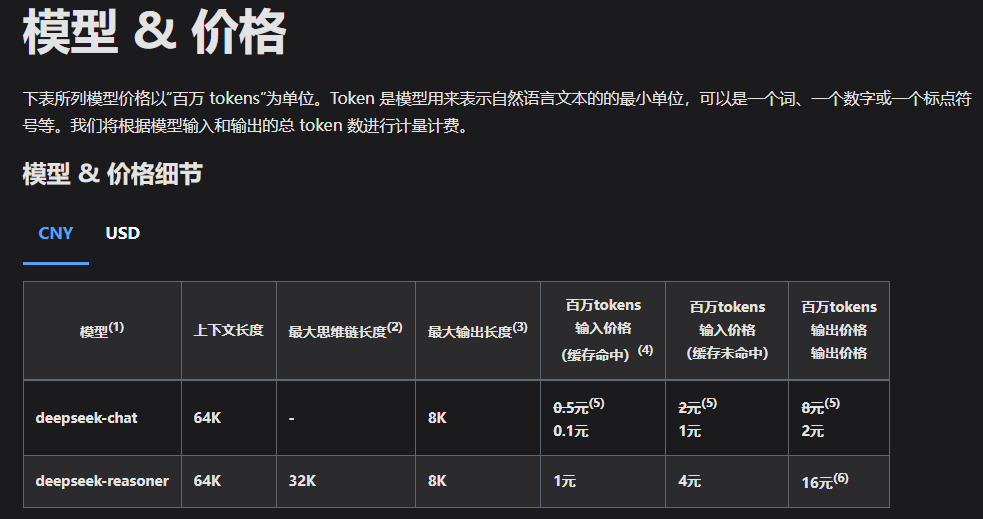 模型 & 价格
下表所列模型价格以“百万 tokens”为单位。Token 是模型用来表示自然语言文本的的最小单位，可以是一个词、一个数字或一个标点符
号等。我们将根据模型输入和输出的总 token 数进行计量计费。
模型 & 价格细节
CNY USD
模型(1) 上下文长度 最大思维链长度(2) 最大输出长度(3) 百万tokens 输入价格 （缓存命中）(4) 百万tokens 输入价格 （缓存未命中） 百万tokens 输出价格 输出价格
deepseek-chat 64K - 8K 0.5元(5) 0.1元 2元(5) 1元 8元(5) 2元
deepseek-reasoner 64K 32K 8K 1元 4元 16元(6)